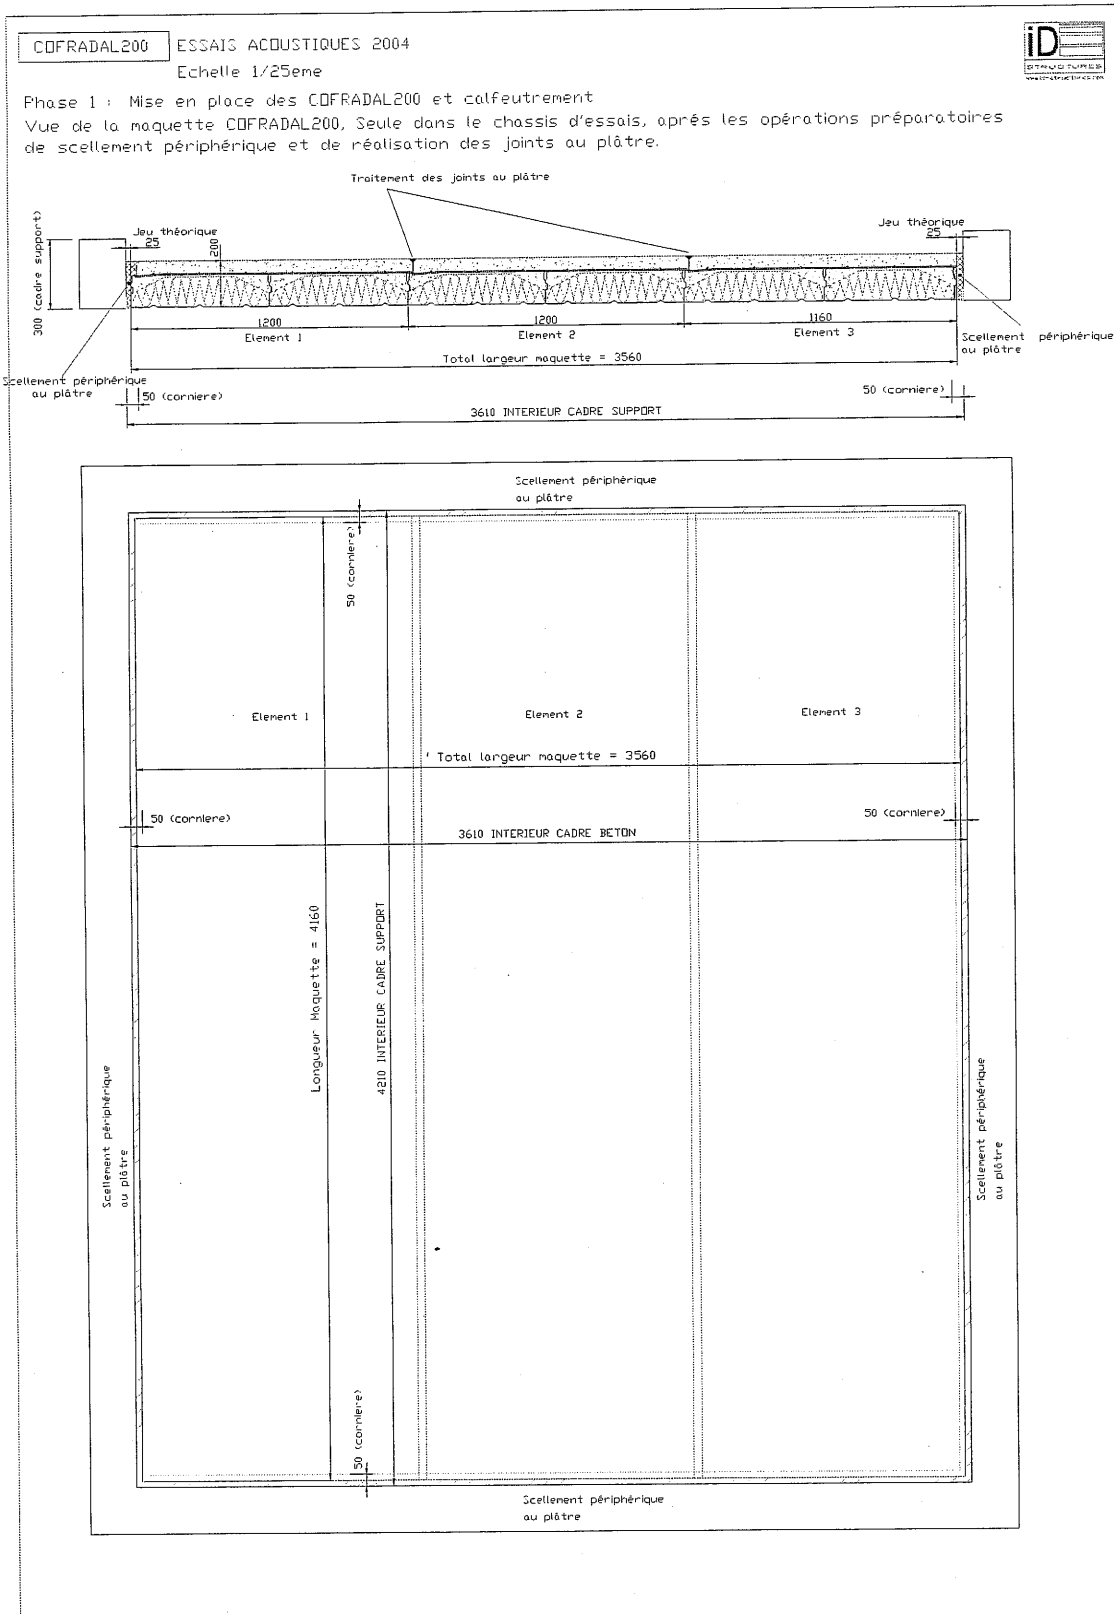 COFRADAL200
ESSAIS ACOUSTIQUES 2004
Echelle 1/25eme
iD
STRUCTURES
Phase 1 : Mise en place des COFRADAL200 et calfeutrement
Vue de la maquette COFRADAL200, Seule dans le chassis d'essais, aprés les opérations préparatoires
de scellement périphérique et de réalisation des joints au plâtre.
Traitement des joints au plâtre
300 (cadre support)
Jeu théorique
25
200
Jeu théorique
25
1200
Element 1
1200
Element 2
1160
Element 3
Total largeur maquette = 3560
Scellement périphérique
au plâtre
Scellement périphérique
au plâtre
50 (corniere)
50 (corniere)
3610 INTERIEUR CADRE SUPPORT
Scellement périphérique
au plâtre
50 (corniere)
Element 1
Element 2
Element 3
Total largeur maquette = 3560
50 (corniere)
50 (corniere)
3610 INTERIEUR CADRE BETON
Longueur Maquette = 4160
4210 INTERIEUR CADRE SUPPORT
Scellement périphérique
au plâtre
Scellement périphérique
au plâtre
50 (corniere)
Scellement périphérique
au plâtre